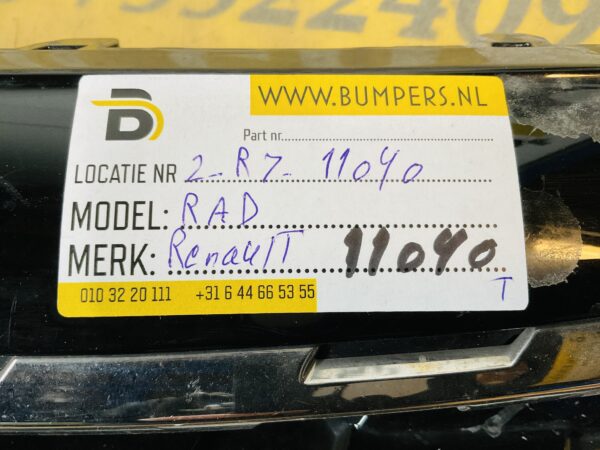 WWW.BUMPERS.NL
B
Part nr.
LOCATIE NR 2-R7-11040
MODEL: RAD
MERK: Renault 11040
010 32 20 111 +31 6 44 66 53 55
T